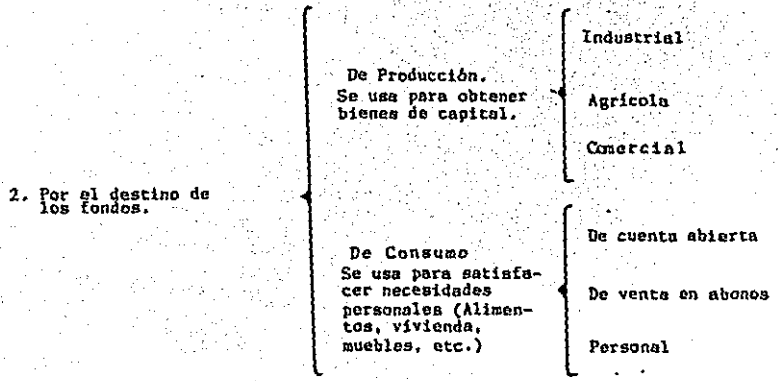 2. Por el destino de
los fondos.
De Producción.
Se usa para obtener
bienes de capital.
Industrial
Agrícola
Comercial
De Consumo
Se usa para satisfa-
cer necesidades
personales (Alimen-
tos, vivienda,
muebles, etc.)
De cuenta abierta
De venta en abonos
Personal